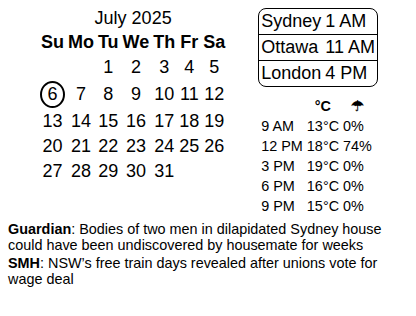 July 2025
Su Mo Tu We Th Fr Sa
1 2 3 4 5
6 7 8 9 10 11 12
13 14 15 16 17 18 19
20 21 22 23 24 25 26
27 28 29 30 31
Sydney 1 AM
Ottawa 11 AM
London 4 PM
°C ☂
9 AM 13°C 0%
12 PM 18°C 74%
3 PM 19°C 0%
6 PM 16°C 0%
9 PM 15°C 0%
Guardian: Bodies of two men in dilapidated Sydney house
could have been undiscovered by housemate for weeks
SMH: NSW's free train days revealed after unions vote for
wage deal